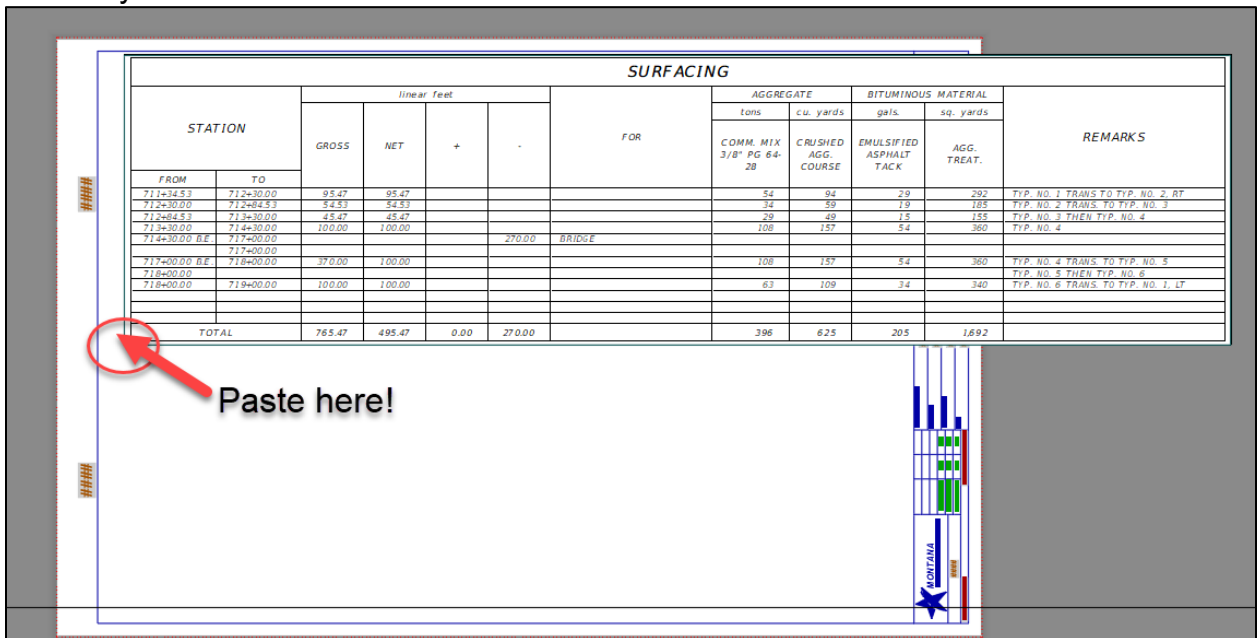 SURFACING
STATION
linear feet
FOR
AGGREGATE
BITUMINOUS MATERIAL
REMARKS
GROSS
NET
+
-
tons
cu. yards
gals.
sq. yards
COMM. MIX
3/8" PG 64-
28
CRUSHED
AGG.
COURSE
EMULSIFIED
ASPHALT
TACK
AGG.
TREAT.
FROM TO
711+34.53 712+30.00 95.47 95.47 54 94 29 292 TYP. NO. 1 TRANS TO TYP. NO. 2, RT
712+30.00 712+84.53 54.53 54.53 34 59 19 185 TYP. NO. 2 TRANS. TO TYP. NO. 3
712+84.53 713+30.00 45.47 45.47 29 49 15 155 TYP. NO. 3 THEN TYP. NO. 4
713+30.00 714+30.00 100.00 100.00 108 157 54 360 TYP. NO. 4
714+30.00 B.E. 717+00.00 270.00 BRIDGE
717+00.00
717+00.00 B.E. 718+00.00 370.00 100.00 108 157 54 360 TYP. NO. 4 TRANS. TO TYP. NO. 5
718+00.00 TYP. NO. 5 THEN TYP. NO. 6
718+00.00 719+00.00 100.00 100.00 63 109 34 340 TYP. NO. 6 TRANS. TO TYP. NO. 1, LT
TOTAL 765.47 495.47 0.00 270.00 396 625 205 1,692
####
Paste here!
####
MONTANA
####